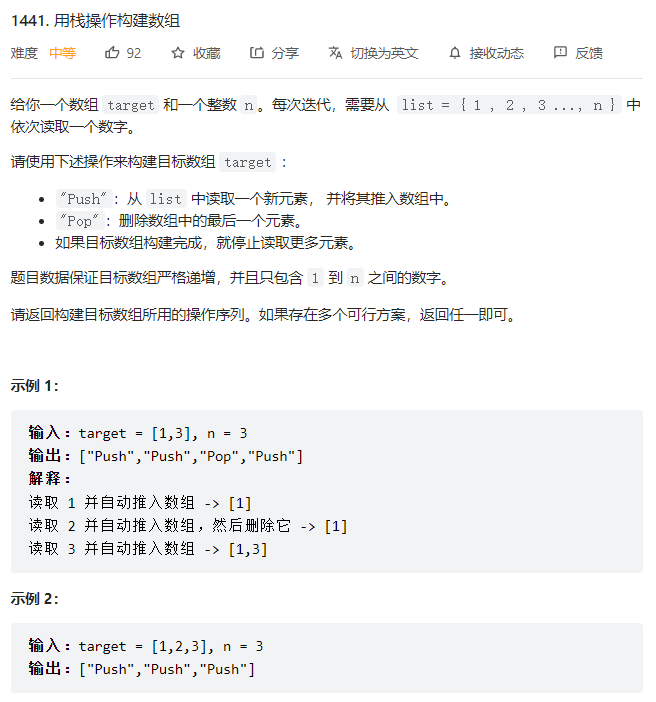 1441. 用栈操作构建数组
难度 中等 92 收藏 分享 切换为英文 接收动态 反馈
给你一个数组 target 和一个整数 n。每次迭代，需要从 list = { 1 , 2 , 3 ..., n } 中
依次读取一个数字。
请使用下述操作来构建目标数组 target ：
"Push"：从 list 中读取一个新元素， 并将其推入数组中。
"Pop"：删除数组中的最后一个元素。
如果目标数组构建完成，就停止读取更多元素。
题目数据保证目标数组严格递增，并且只包含 1 到 n 之间的数字。
请返回构建目标数组所用的操作序列。如果存在多个可行方案，返回任一即可。
示例 1：
输入：target = [1,3], n = 3
输出：["Push","Push","Pop","Push"]
解释：
读取 1 并自动推入数组 -> [1]
读取 2 并自动推入数组，然后删除它 -> [1]
读取 3 并自动推入数组 -> [1,3]
示例 2：
输入：target = [1,2,3], n = 3
输出：["Push","Push","Push"]